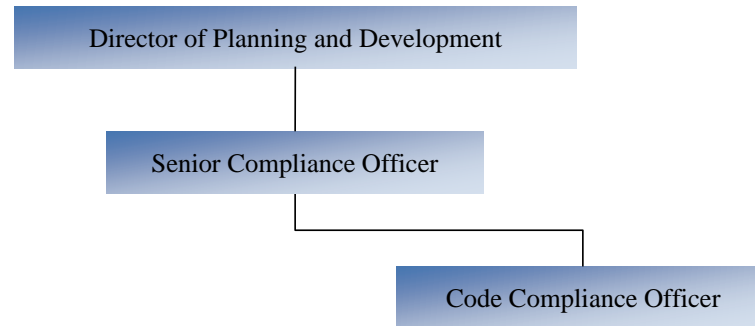 Director of Planning and Development
Senior Compliance Officer
Code Compliance Officer